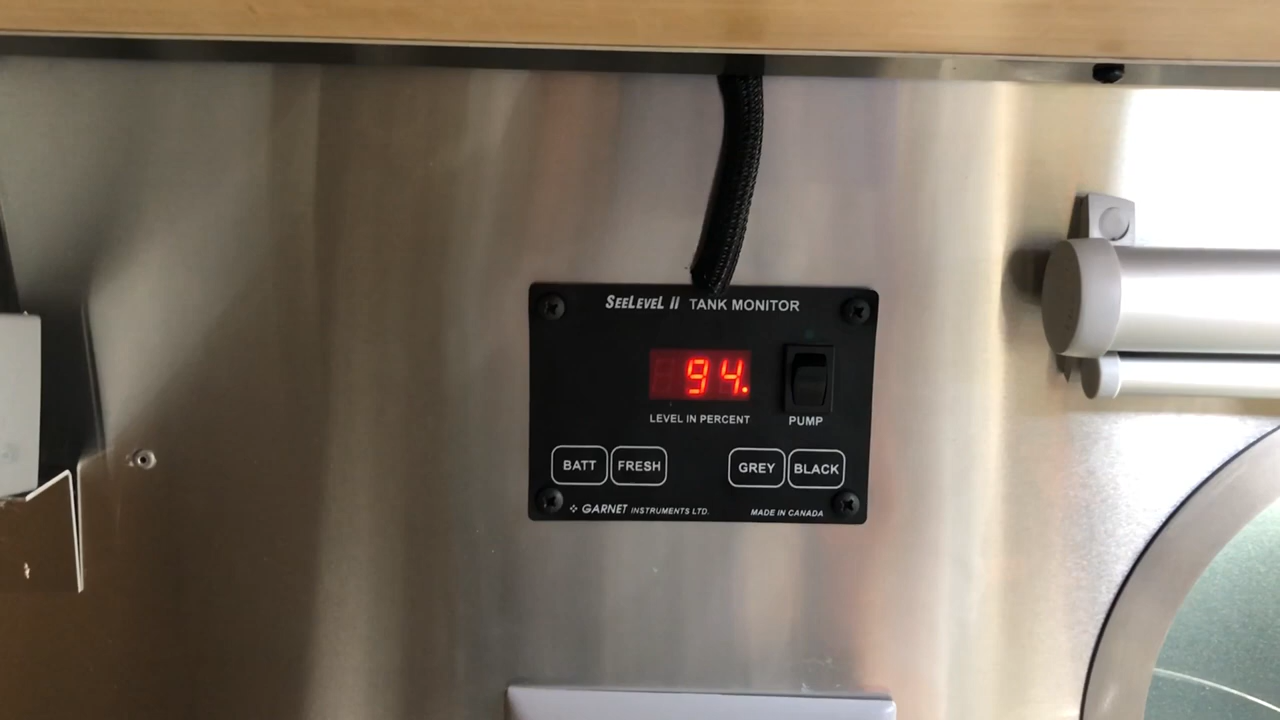 SEELEVEL II TANK MONITOR
94.
LEVEL IN PERCENT
PUMP
BATT FRESH GREY BLACK
GARNET INSTRUMENTS LTD. MADE IN CANADA